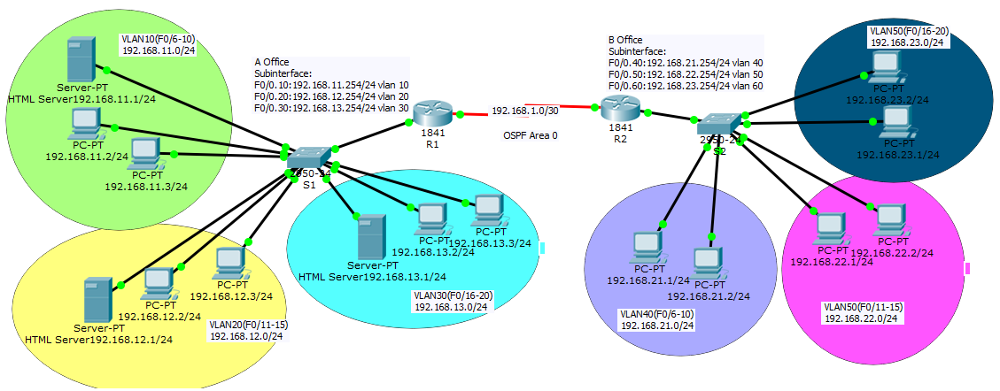 VLAN10(F0/6-10)
192.168.11.0/24
Server-PT
HTML Server192.168.11.1/24
PC-PT
192.168.11.2/24
PC-PT
192.168.11.3/24
A Office
Subinterface:
F0/0.10:192.168.11.254/24 vlan 10
F0/0.20:192.168.12.254/24 vlan 20
F0/0.30:192.168.13.254/24 vlan 30
1841
R1
192.168.1.0/30
OSPF Area 0
B Office
Subinterface:
F0/0.40:192.168.21.254/24 vlan 40
F0/0.50:192.168.22.254/24 vlan 50
F0/0.60:192.168.23.254/24 vlan 60
1841
R2
2950-24
S2
VLAN50(F0/16-20)
192.168.23.0/24
PC-PT
192.168.23.2/24
PC-PT
192.168.23.1/24
2950-24
S1
Server-PT
HTML Server192.168.13.1/24
PC-PT
192.168.13.2/24
PC-PT
192.168.13.3/24
VLAN30(F0/16-20)
192.168.13.0/24
PC-PT
192.168.12.3/24
PC-PT
192.168.12.2/24
Server-PT
HTML Server192.168.12.1/24
VLAN20(F0/11-15)
192.168.12.0/24
PC-PT
192.168.21.1/24
PC-PT
192.168.21.2/24
VLAN40(F0/6-10)
192.168.21.0/24
PC-PT
192.168.22.1/24
PC-PT
192.168.22.2/24
VLAN50(F0/11-15)
192.168.22.0/24